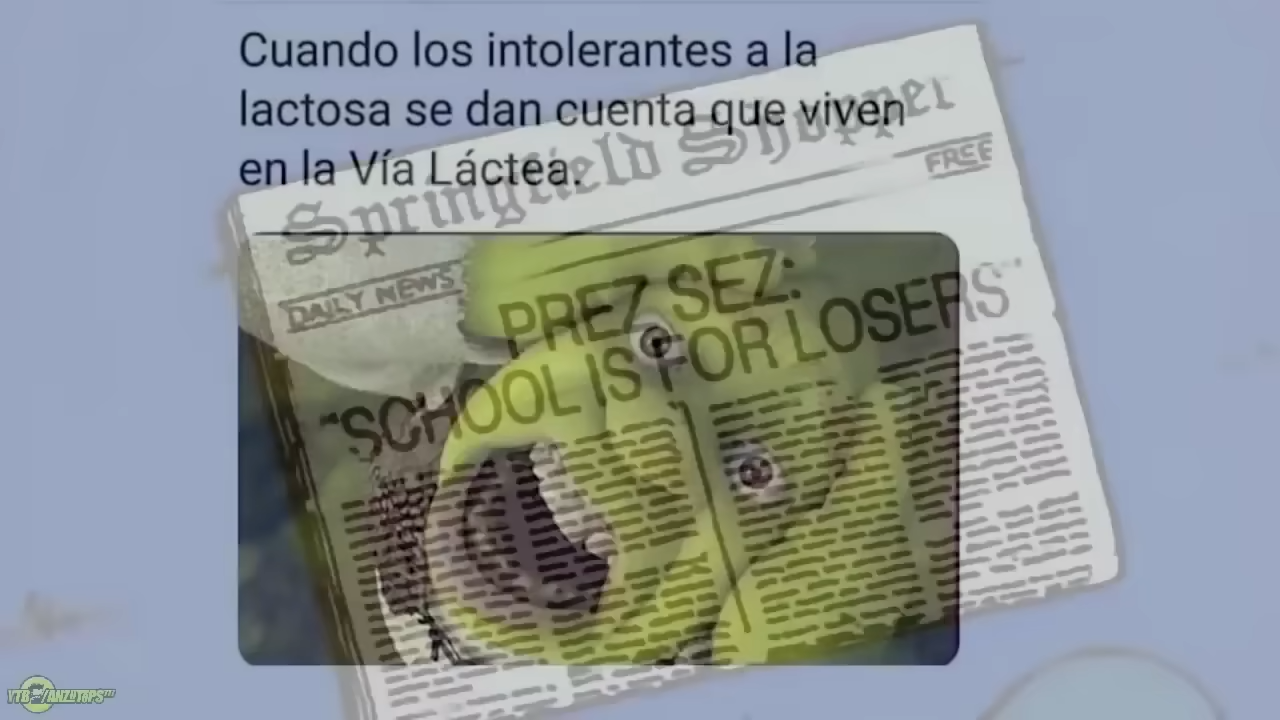 Cuando los intolerantes a la
lactosa se dan cuenta que viven
en la Vía Láctea.
Springfield Shopper
FREE
DAILY NEWS
PREZ SEZ:
"SCHOOL IS FOR LOSERS"